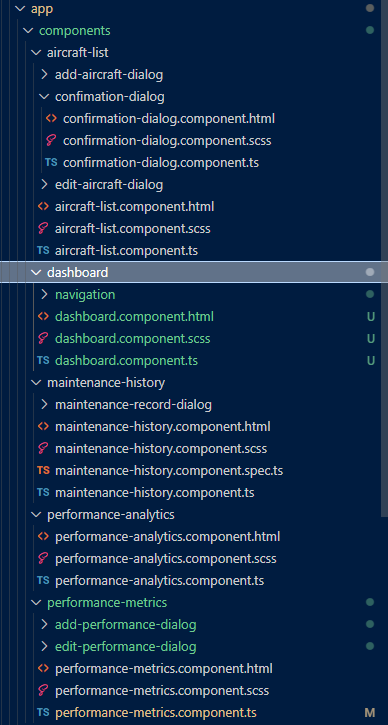 app
components
aircraft-list
add-aircraft-dialog
confimation-dialog
<> confirmation-dialog.component.html
confirmation-dialog.component.scss
TS confirmation-dialog.component.ts
edit-aircraft-dialog
<> aircraft-list.component.html
aircraft-list.component.scss
TS aircraft-list.component.ts
dashboard
navigation
<> dashboard.component.html U
dashboard.component.scss U
TS dashboard.component.ts U
maintenance-history
maintenance-record-dialog
<> maintenance-history.component.html
maintenance-history.component.scss
TS maintenance-history.component.spec.ts
TS maintenance-history.component.ts
performance-analytics
<> performance-analytics.component.html
performance-analytics.component.scss
TS performance-analytics.component.ts
performance-metrics
add-performance-dialog
edit-performance-dialog
<> performance-metrics.component.html
performance-metrics.component.scss
TS performance-metrics.component.ts M